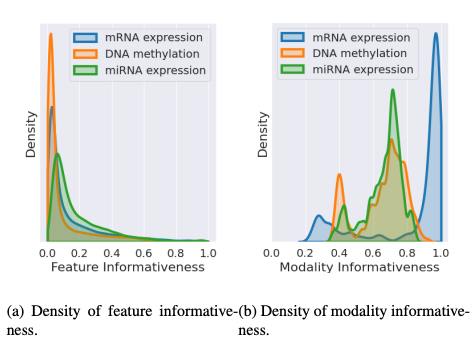 mRNA expression
DNA methylation
miRNA expression
Density
0.0 0.2 0.4 0.6 0.8 1.0
Feature Informativeness
mRNA expression
DNA methylation
miRNA expression
Density
0.0 0.2 0.4 0.6 0.8 1.0
Modality Informativeness
(a) Density of feature informative-
ness.
(b) Density of modality informative-
ness.